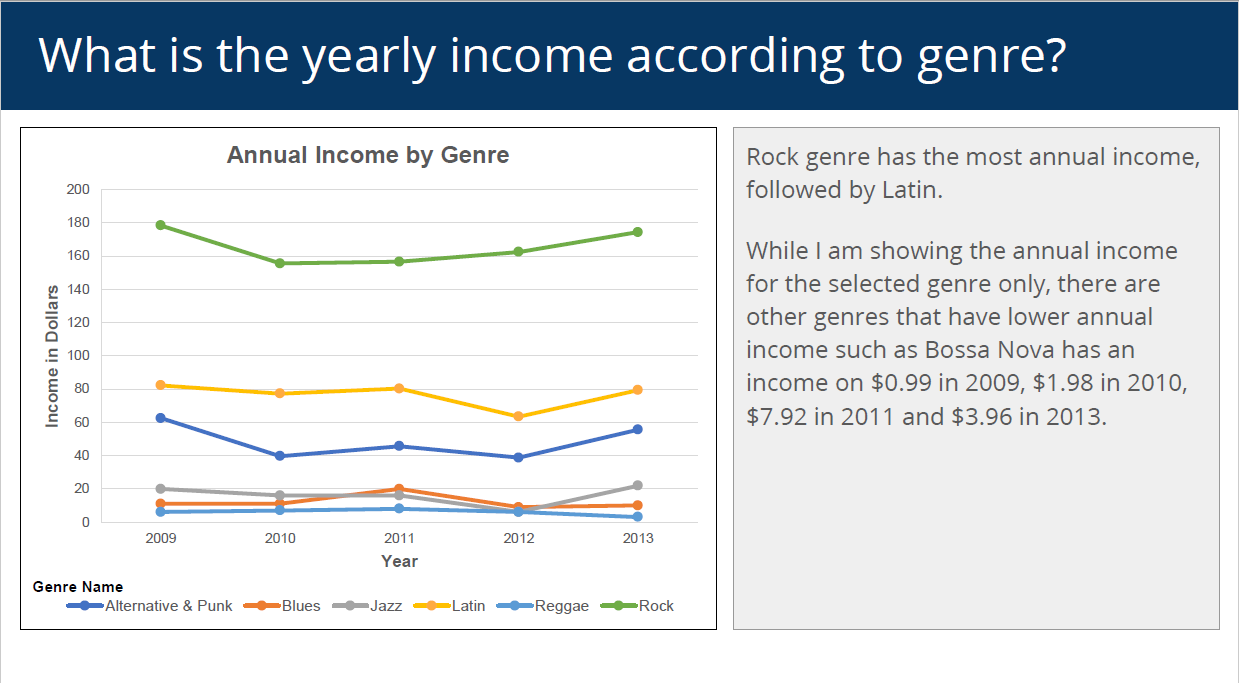 What is the yearly income according to genre?
Annual Income by Genre
200
180
160
140
120
100
80
60
40
20
0
Income in Dollars
2009 2010 2011 2012 2013
Year
Genre Name
Alternative & Punk Blues Jazz Latin Reggae Rock
Rock genre has the most annual income,
followed by Latin.
While I am showing the annual income
for the selected genre only, there are
other genres that have lower annual
income such as Bossa Nova has an
income on $0.99 in 2009, $1.98 in 2010,
$7.92 in 2011 and $3.96 in 2013.